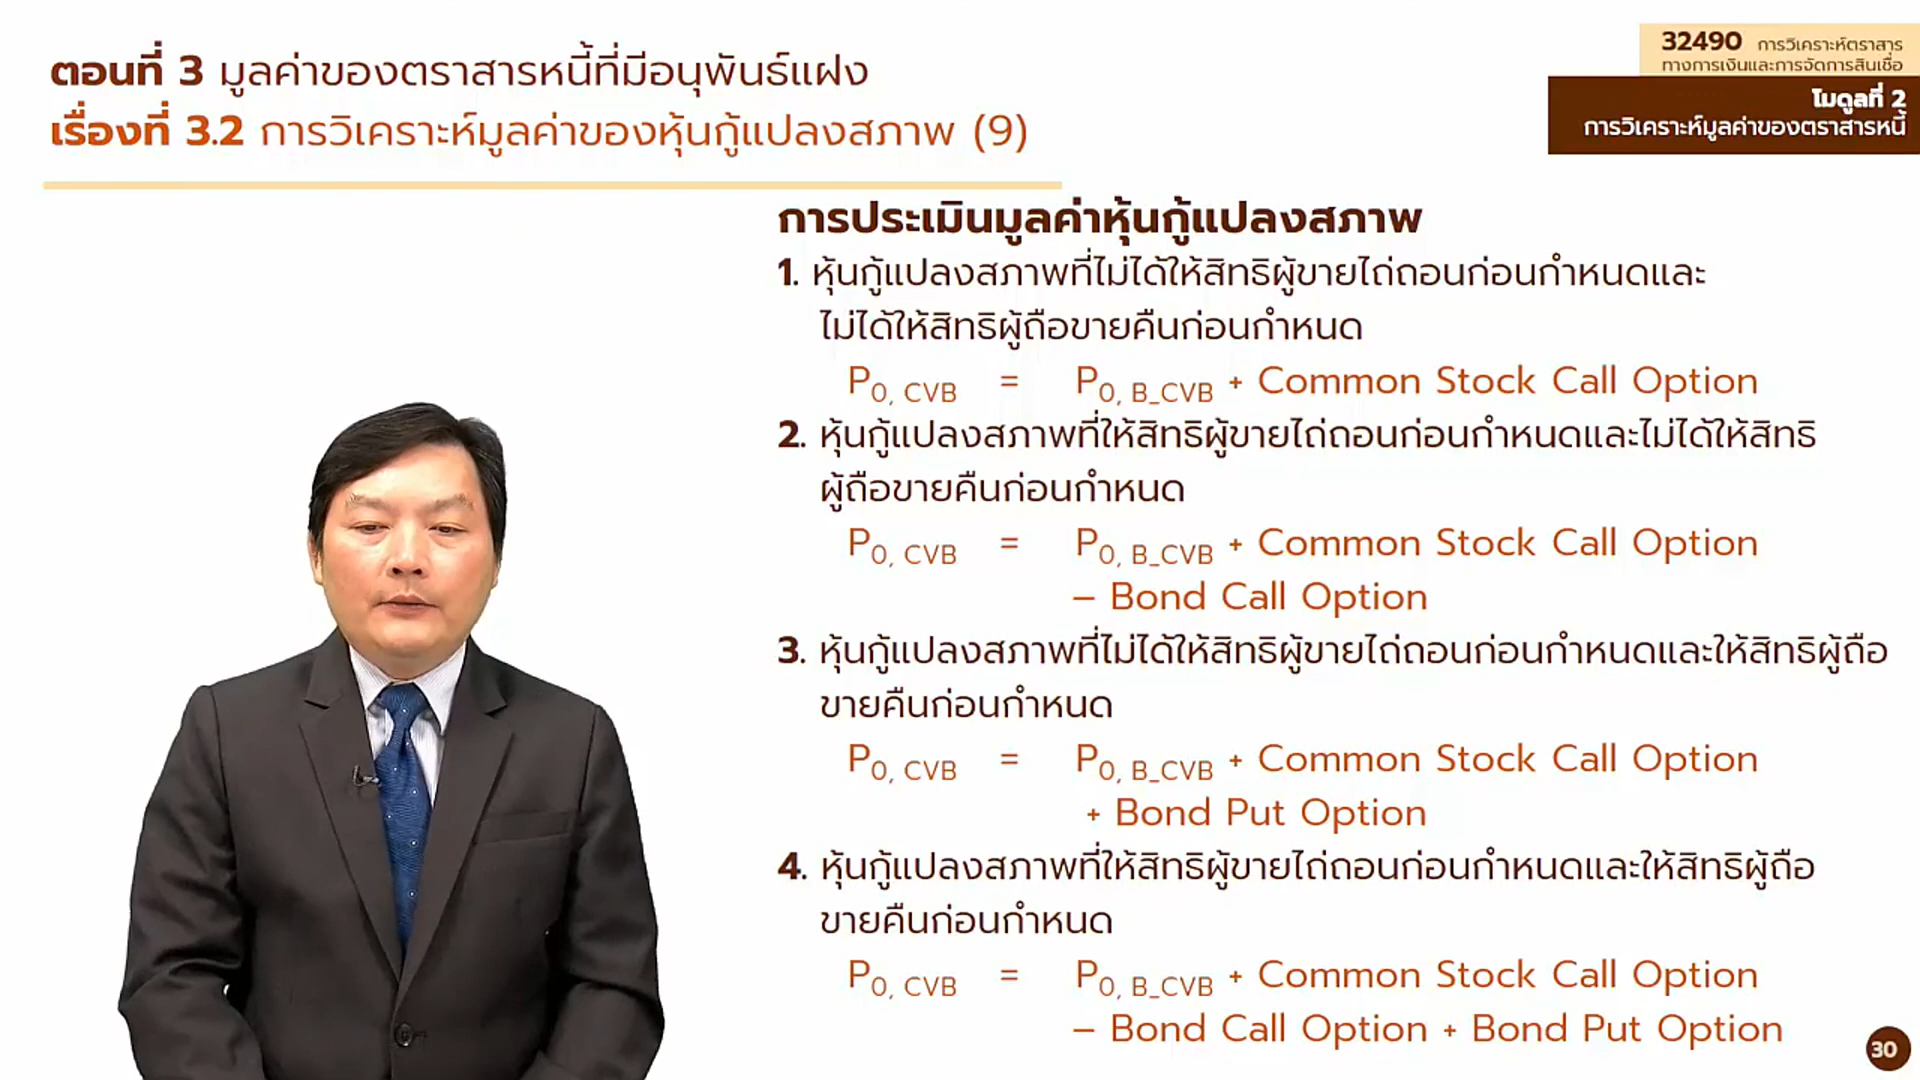 ตอนที่ 3 มูลค่าของตราสารหนี้ที่มีอนุพันธ์แฝง
เรื่องที่ 3.2 การวิเคราะห์มูลค่าของหุ้นกู้แปลงสภาพ (9)
32490 การวิเคราะห์ตราสาร
ทางการเงินและการจัดการสินเชื่อ
โมดูลที่ 2
การวิเคราะห์มูลค่าของตราสารหนี้
การประเมินมูลค่าหุ้นกู้แปลงสภาพ
1. หุ้นกู้แปลงสภาพที่ไม่ได้ให้สิทธิผู้ขายไถ่ถอนก่อนกำหนดและ
ไม่ได้ให้สิทธิผู้ถือขายคืนก่อนกำหนด
P0, CVB = P0, B_CVB + Common Stock Call Option
2. หุ้นกู้แปลงสภาพที่ให้สิทธิผู้ขายไถ่ถอนก่อนกำหนดและไม่ได้ให้สิทธิ
ผู้ถือขายคืนก่อนกำหนด
P0, CVB = P0, B_CVB + Common Stock Call Option
– Bond Call Option
3. หุ้นกู้แปลงสภาพที่ไม่ได้ให้สิทธิผู้ขายไถ่ถอนก่อนกำหนดและให้สิทธิผู้ถือ
ขายคืนก่อนกำหนด
P0, CVB = P0, B_CVB + Common Stock Call Option
+ Bond Put Option
4. หุ้นกู้แปลงสภาพที่ให้สิทธิผู้ขายไถ่ถอนก่อนกำหนดและให้สิทธิผู้ถือ
ขายคืนก่อนกำหนด
P0, CVB = P0, B_CVB + Common Stock Call Option
– Bond Call Option + Bond Put Option
30